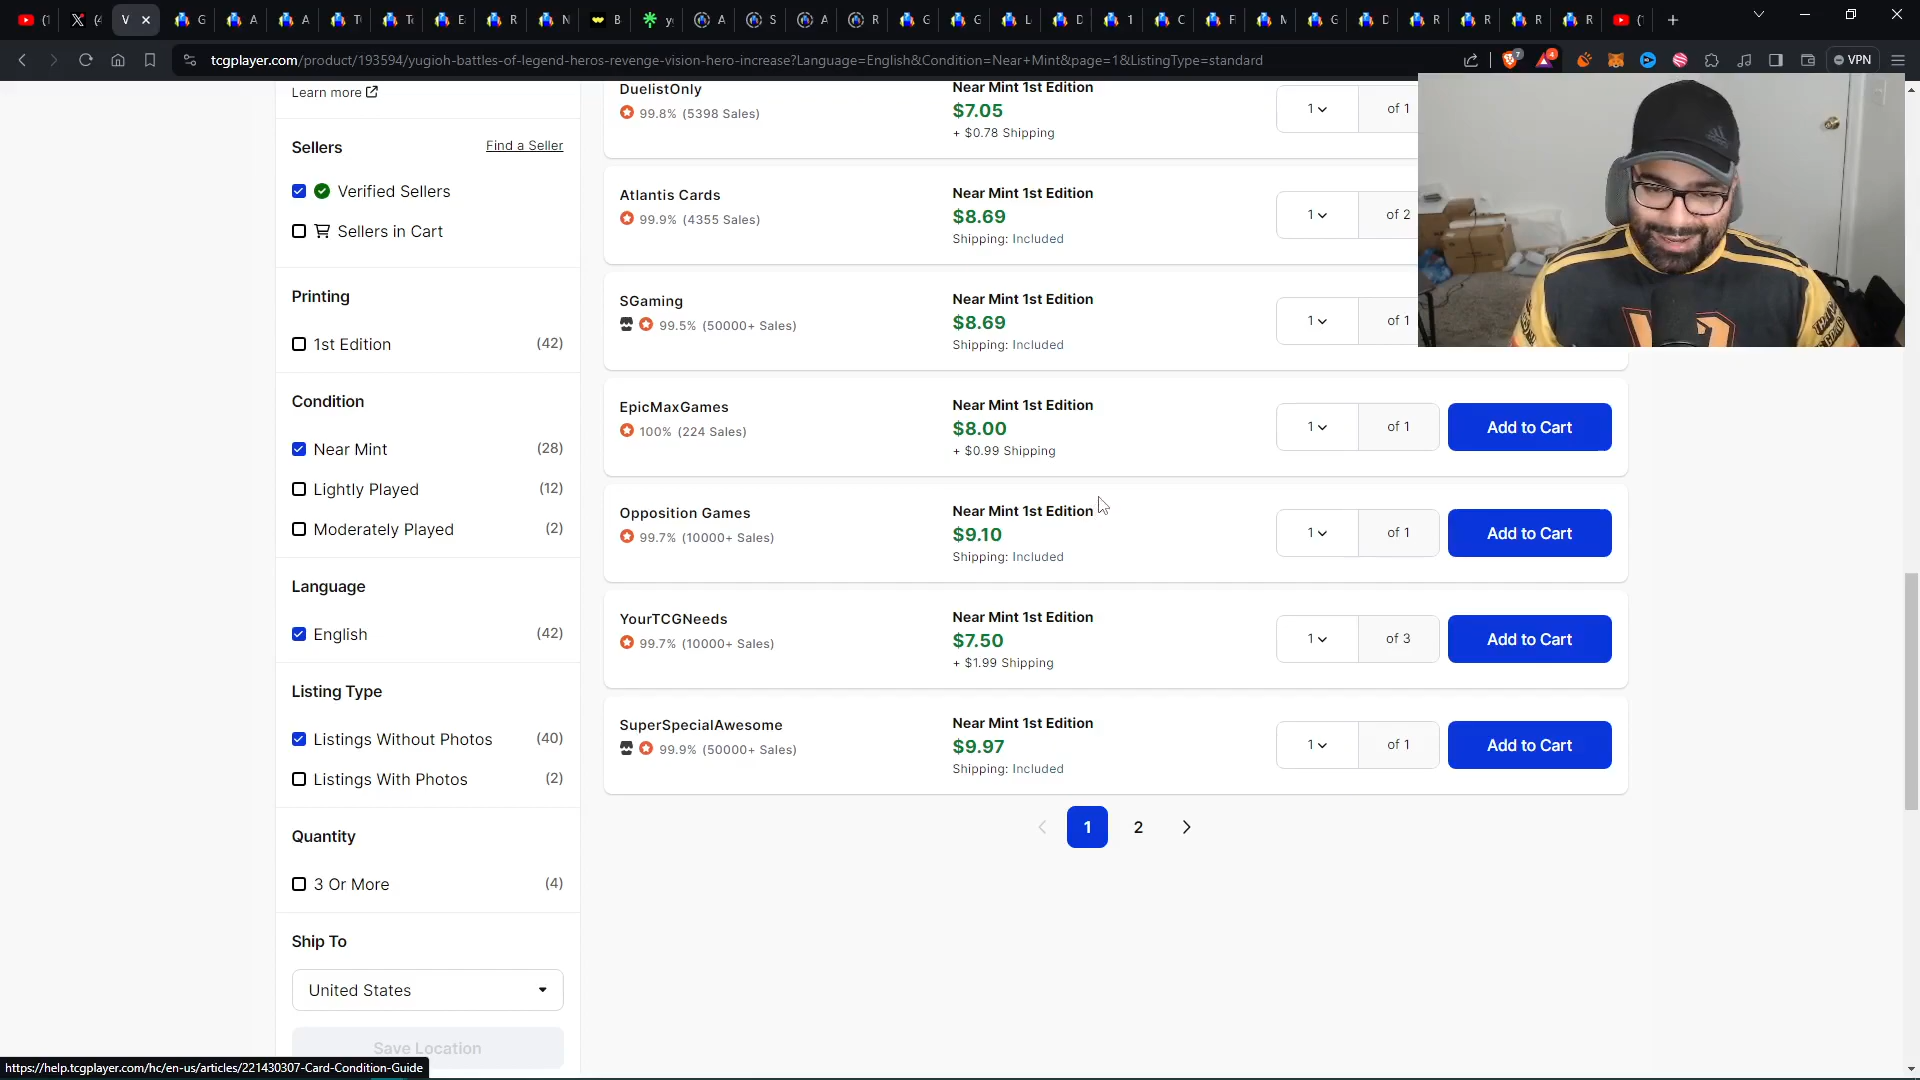 tcgplayer.com/product/193594/yugioh-battles-of-legend-heros-revenge-vision-hero-increase?Language=English&Condition=Near+Mint&page=1&ListingType=standard
VPN
Learn more
Sellers
Find a Seller
Verified Sellers
Sellers in Cart
Printing
1st Edition (42)
Condition
Near Mint (28)
Lightly Played (12)
Moderately Played (2)
Language
English (42)
Listing Type
Listings Without Photos (40)
Listings With Photos (2)
Quantity
3 Or More (4)
Ship To
United States
Save Location
DuelistOnly
99.8% (5398 Sales)
Near Mint 1st Edition
$7.05
+ $0.78 Shipping
1 of 1
Atlantis Cards
99.9% (4355 Sales)
Near Mint 1st Edition
$8.69
Shipping: Included
1 of 2
SGaming
99.5% (50000+ Sales)
Near Mint 1st Edition
$8.69
Shipping: Included
1 of 1
EpicMaxGames
100% (224 Sales)
Near Mint 1st Edition
$8.00
+ $0.99 Shipping
1 of 1
Add to Cart
Opposition Games
99.7% (10000+ Sales)
Near Mint 1st Edition
$9.10
Shipping: Included
1 of 1
Add to Cart
YourTCGNeeds
99.7% (10000+ Sales)
Near Mint 1st Edition
$7.50
+ $1.99 Shipping
1 of 3
Add to Cart
SuperSpecialAwesome
99.9% (50000+ Sales)
Near Mint 1st Edition
$9.97
Shipping: Included
1 of 1
Add to Cart
1 2
https://help.tcgplayer.com/hc/en-us/articles/221430307-Card-Condition-Guide